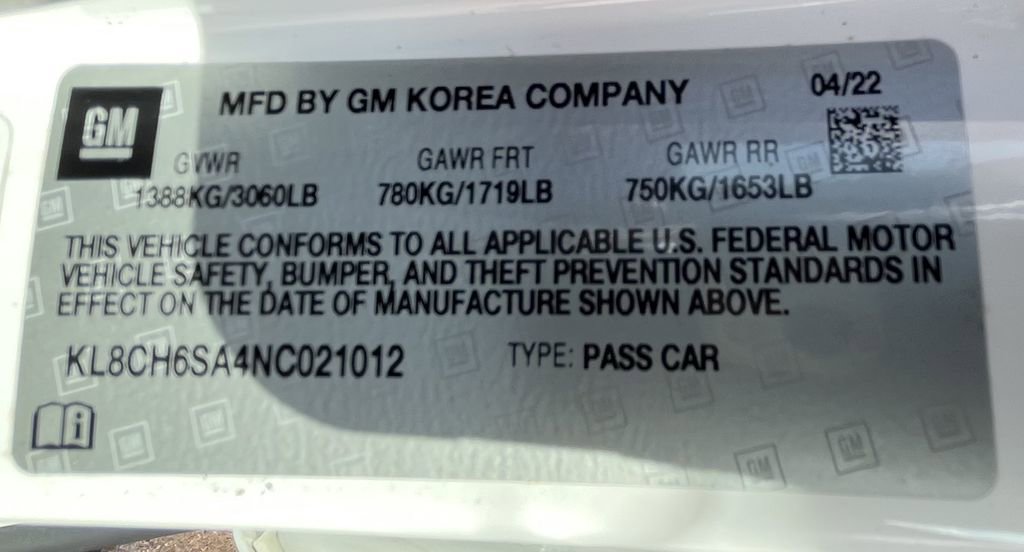 GM
MFD BY GM KOREA COMPANY
04/22
GVWR GAWR FRT GAWR RR
1388KG/3060LB 780KG/1719LB 750KG/1653LB
THIS VEHICLE CONFORMS TO ALL APPLICABLE U.S. FEDERAL MOTOR
VEHICLE SAFETY, BUMPER, AND THEFT PREVENTION STANDARDS IN
EFFECT ON THE DATE OF MANUFACTURE SHOWN ABOVE.
KL8CH6SA4NC021012 TYPE: PASS CAR